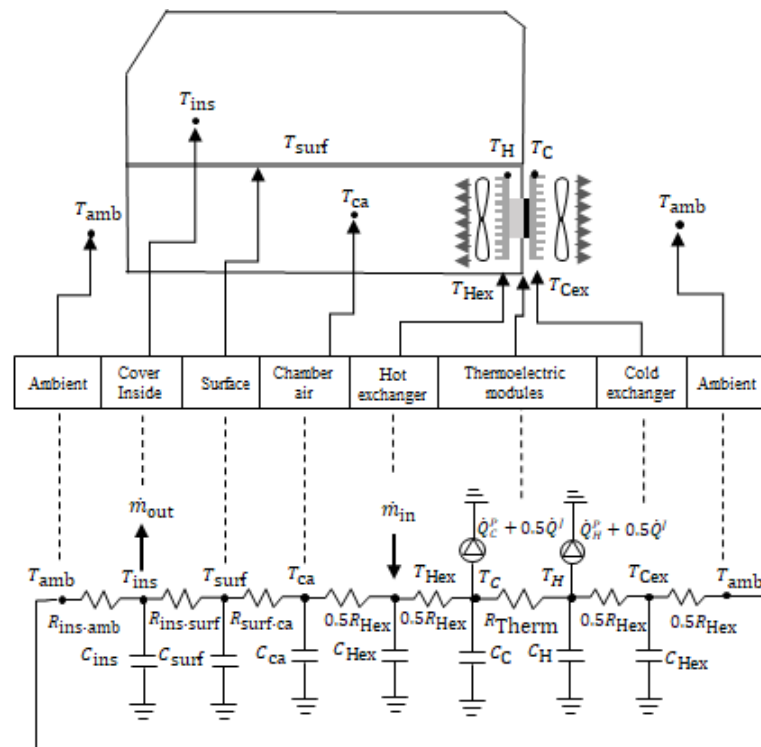 T_ins
T_surf
T_H
T_C
T_amb
T_ca
T_amb
T_Hex
T_Cex
Ambient
Cover Inside
Surface
Chamber air
Hot exchanger
Thermoelectric modules
Cold exchanger
Ambient
ṁ_out
ṁ_in
Q̇_C^P + 0.5Q̇^J
Q̇_H^P + 0.5Q̇^J
T_amb
T_ins
T_surf
T_ca
T_Hex
T_C
T_H
T_Cex
T_amb
R_ins-amb
R_ins-surf
R_surf-ca
0.5R_Hex
0.5R_Hex
R_Therm
0.5R_Hex
0.5R_Hex
C_ins
C_surf
C_ca
C_Hex
C_C
C_H
C_Hex